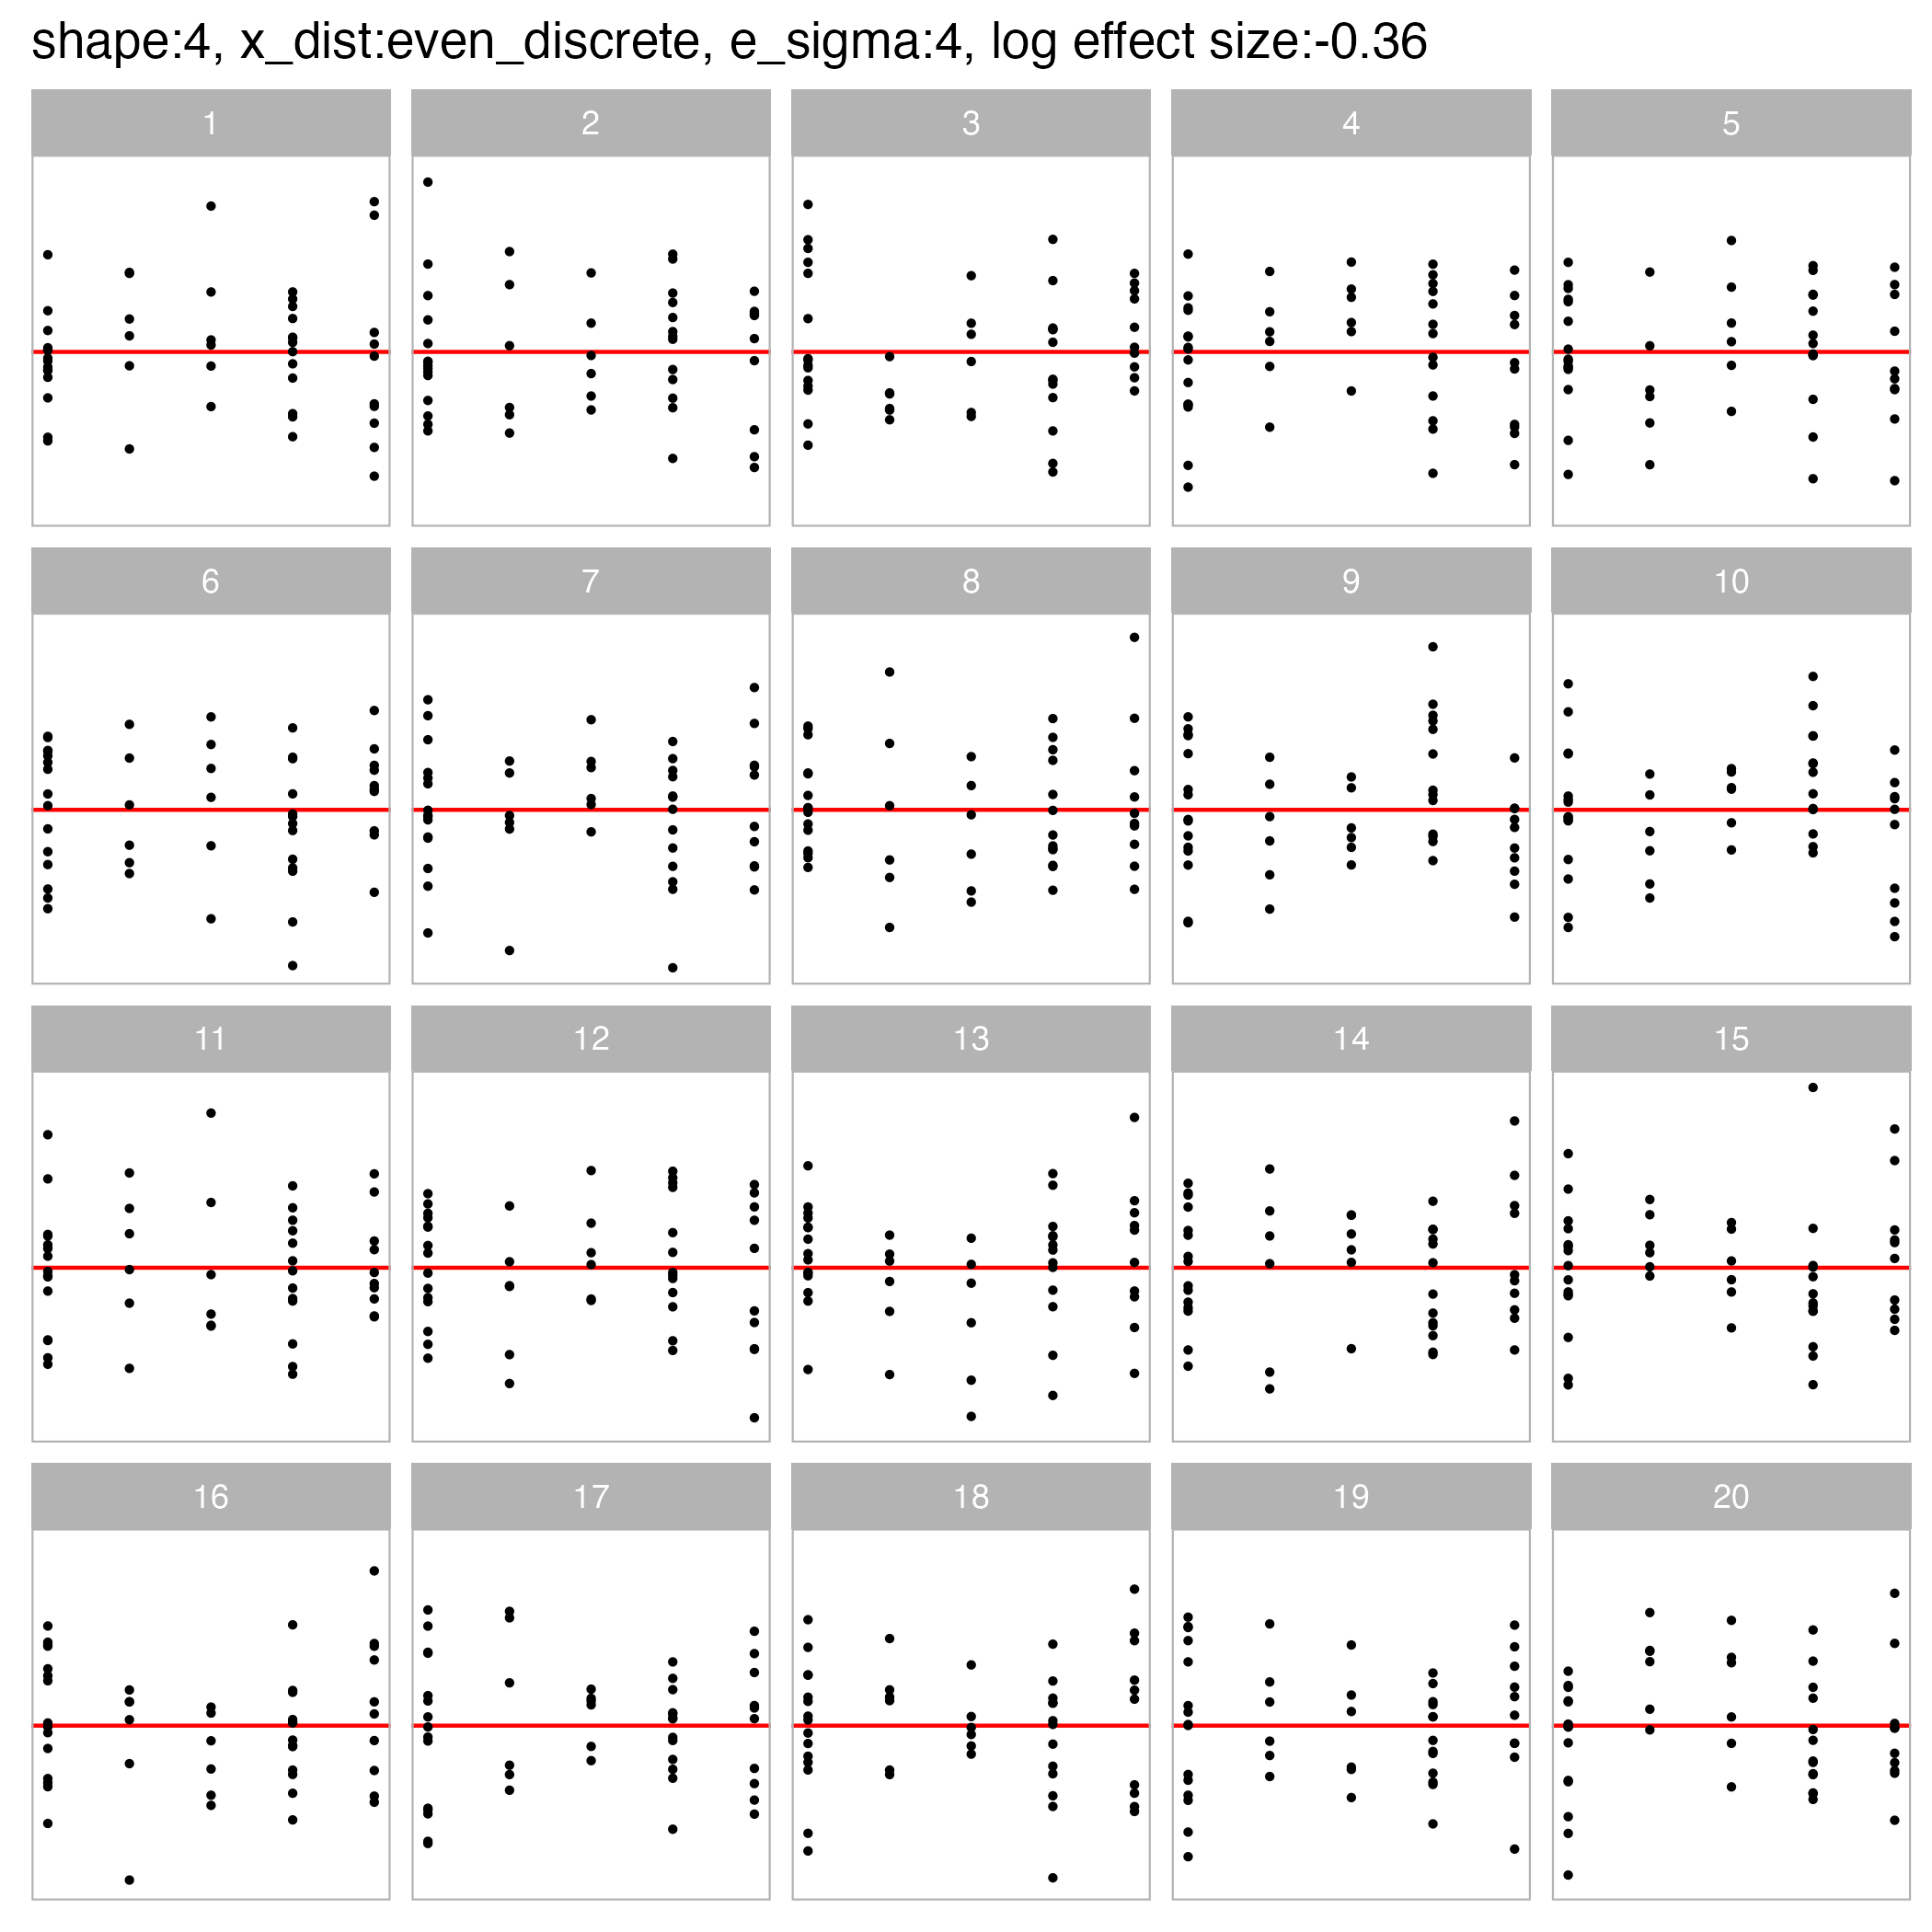 shape:4, x_dist:even_discrete, e_sigma:4, log effect size:-0.36
1 2 3 4 5
6 7 8 9 10
11 12 13 14 15
16 17 18 19 20